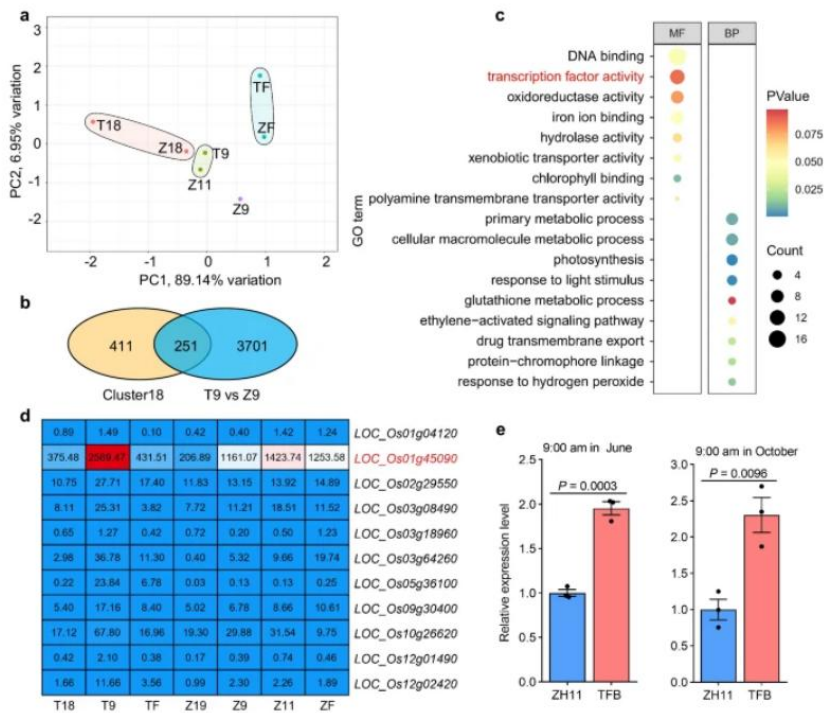 a
3
2
1
0
-1
-2
PC2, 6.95% variation
T18
Z18
T9
Z11
TF
ZF
Z9
-2
-1
0
1
2
PC1, 89.14% variation
b
411
251
3701
Cluster18
T9 vs Z9
c
MF
BP
GO term
DNA binding
transcription factor activity
oxidoreductase activity
iron ion binding
hydrolase activity
xenobiotic transporter activity
chlorophyll binding
polyamine transmembrane transporter activity
primary metabolic process
cellular macromolecule metabolic process
photosynthesis
response to light stimulus
glutathione metabolic process
ethylene−activated signaling pathway
drug transmembrane export
protein−chromophore linkage
response to hydrogen peroxide
PValue
0.075
0.050
0.025
Count
4
8
12
16
d
0.89 1.49 0.10 0.42 0.40 1.42 1.24 LOC_Os01g04120
375.48 2569.47 431.51 206.89 1161.07 1423.74 1253.58 LOC_Os01g45090
10.75 27.71 17.40 11.83 13.15 13.92 14.89 LOC_Os02g29550
8.11 25.31 3.82 7.72 11.21 18.51 11.52 LOC_Os03g08490
0.65 1.27 0.42 0.72 0.20 0.50 1.23 LOC_Os03g18960
2.98 36.78 11.30 0.40 5.32 9.66 19.74 LOC_Os03g64260
0.22 23.84 6.78 0.03 0.13 0.13 0.25 LOC_Os05g36100
5.40 17.16 8.40 5.02 6.78 8.66 10.61 LOC_Os09g30400
17.12 67.80 16.96 19.30 29.88 31.54 9.75 LOC_Os10g26620
0.42 2.10 0.38 0.17 0.39 0.74 0.46 LOC_Os12g01490
1.66 11.66 3.56 0.99 2.30 2.26 1.89 LOC_Os12g02420
T18 T9 TF Z19 Z9 Z11 ZF
e
9:00 am in June
P = 0.0003
Relative expression level
2.5
2.0
1.5
1.0
0.5
0.0
ZH11 TFB
9:00 am in October
P = 0.0096
3.0
2.5
2.0
1.5
1.0
0.5
0.0
ZH11 TFB